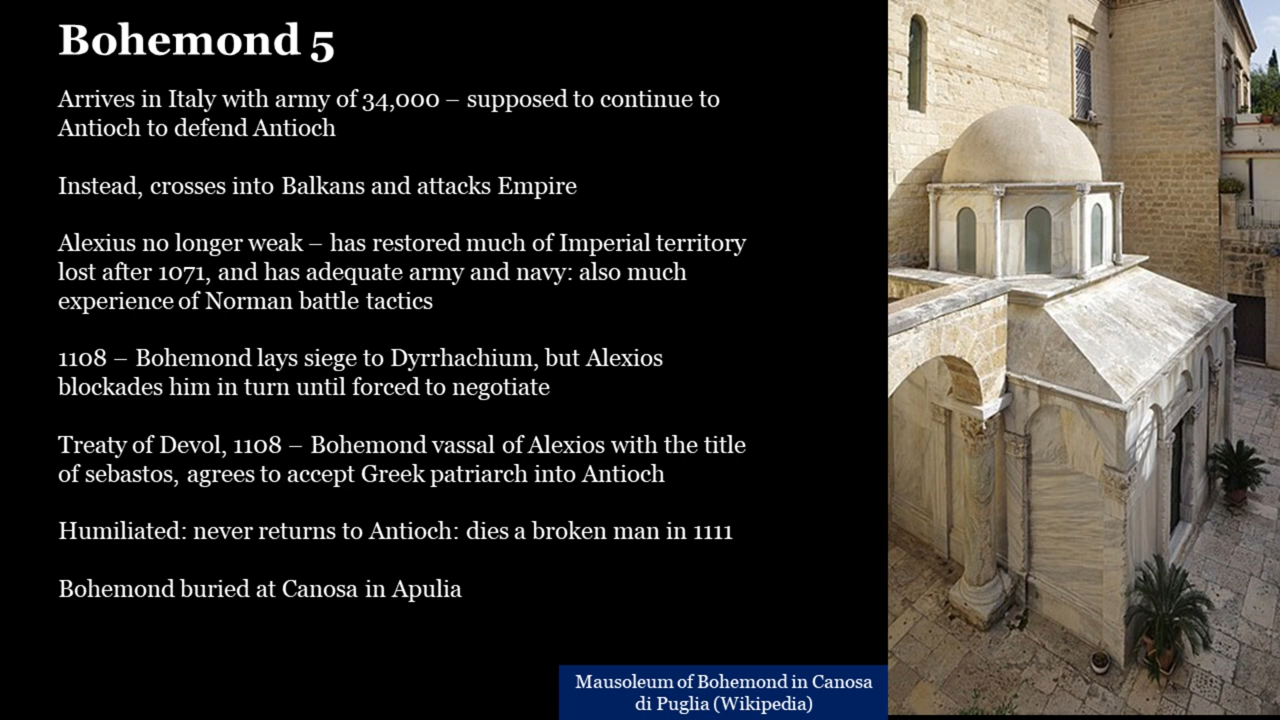 Bohemond 5
Arrives in Italy with army of 34,000 – supposed to continue to
Antioch to defend Antioch
Instead, crosses into Balkans and attacks Empire
Alexius no longer weak – has restored much of Imperial territory
lost after 1071, and has adequate army and navy: also much
experience of Norman battle tactics
1108 – Bohemond lays siege to Dyrrhachium, but Alexios
blockades him in turn until forced to negotiate
Treaty of Devol, 1108 – Bohemond vassal of Alexios with the title
of sebastos, agrees to accept Greek patriarch into Antioch
Humiliated: never returns to Antioch: dies a broken man in 1111
Bohemond buried at Canosa in Apulia
Mausoleum of Bohemond in Canosa
di Puglia (Wikipedia)